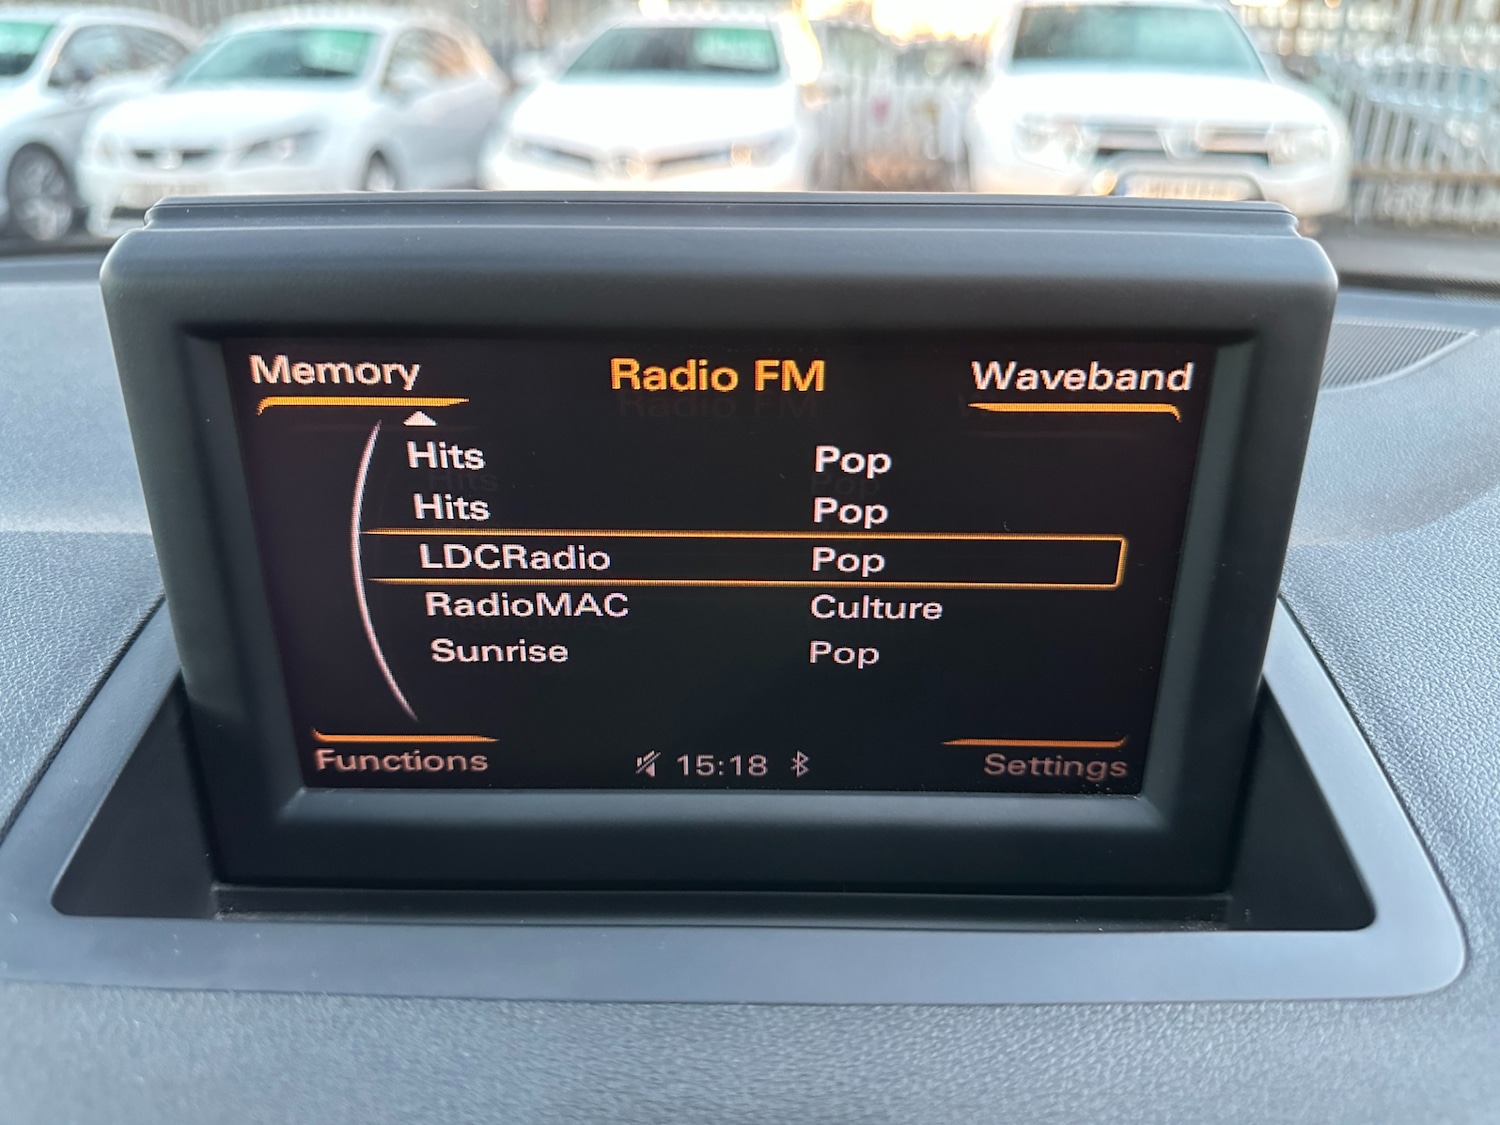 Memory Radio FM Waveband
Hits Pop
Hits Pop
LDCRadio Pop
RadioMAC Culture
Sunrise Pop
Functions 15:18 Settings